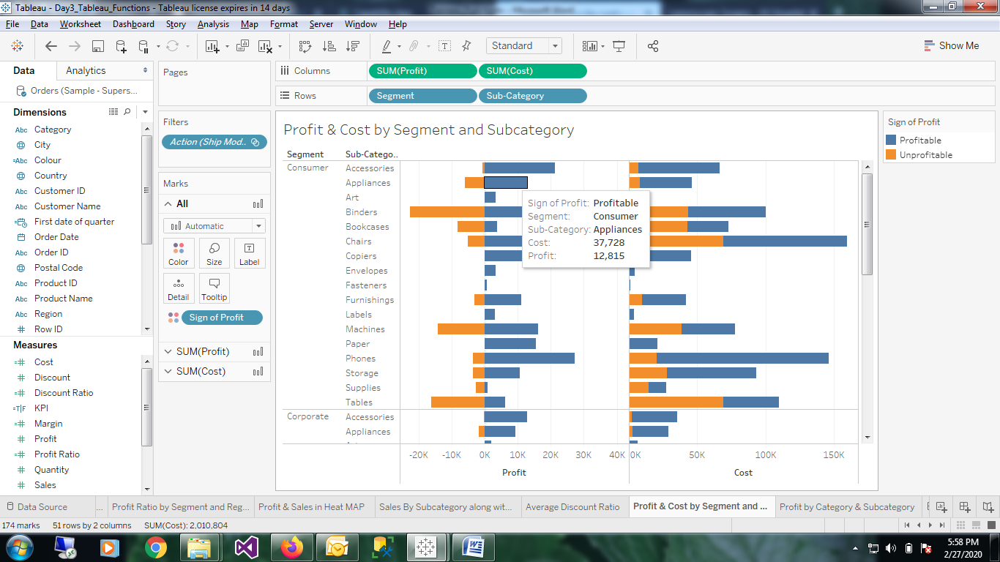 Tableau - Day3_Tableau_Functions - Tableau license expires in 14 days
File Data Worksheet Dashboard Story Analysis Map Format Server Window Help
Standard
Show Me
Data Analytics
Orders (Sample - Supers...
Dimensions
Abc Category
City
=Abc Colour
Country
Abc Customer ID
Abc Customer Name
First date of quarter
Order Date
Abc Order ID
Postal Code
Abc Product ID
Abc Product Name
Abc Region
# Row ID
Measures
=# Cost
# Discount
=# Discount Ratio
=T|F KPI
=# Margin
# Profit
=# Profit Ratio
# Quantity
# Sales
Pages
Filters
Action (Ship Mod..
Marks
All
Automatic
Color Size Label
Detail Tooltip
Sign of Profit
SUM(Profit)
SUM(Cost)
Columns SUM(Profit) SUM(Cost)
Rows Segment Sub-Category
Profit & Cost by Segment and Subcategory
Segment Sub-Catego..
Consumer Accessories
Appliances
Art
Binders
Bookcases
Chairs
Copiers
Envelopes
Fasteners
Furnishings
Labels
Machines
Paper
Phones
Storage
Supplies
Tables
Corporate Accessories
Appliances
Sign of Profit: Profitable
Segment: Consumer
Sub-Category: Appliances
Cost: 37,728
Profit: 12,815
-20K -10K 0K 10K 20K 30K 40K 0K 50K 100K 150K
Profit Cost
Sign of Profit
Profitable
Unprofitable
Data Source ... Profit Ratio by Segment and Reg... Profit & Sales in Heat MAP Sales By Subcategory along wit... Average Discount Ratio Profit & Cost by Segment and ... Profit by Category & Subcategory
174 marks 51 rows by 2 columns SUM(Cost): 2,010,804
5:58 PM
2/27/2020